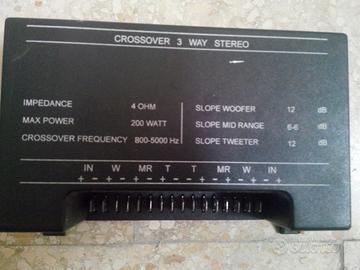 CROSSOVER 3 WAY STEREO
IMPEDANCE 4 OHM
MAX POWER 200 WATT
CROSSOVER FREQUENCY 800-5000 Hz
SLOPE WOOFER 12 dB
SLOPE MID RANGE 6-6 dB
SLOPE TWEETER 12 dB
IN W MR T T MR W IN
+ - + - + - + - + - + - + - + -
subito